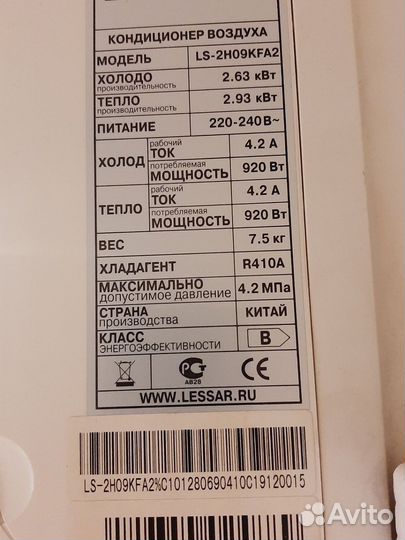 КОНДИЦИОНЕР ВОЗДУХА
МОДЕЛЬ LS-2H09KFA2
ХОЛОДО производительность 2.63 кВт
ТЕПЛО производительность 2.93 кВт
ПИТАНИЕ 220-240В~
ХОЛОД рабочий ТОК 4.2 А
потребляемая МОЩНОСТЬ 920 Вт
ТЕПЛО рабочий ТОК 4.2 А
потребляемая МОЩНОСТЬ 920 Вт
ВЕС 7.5 кг
ХЛАДАГЕНТ R410A
МАКСИМАЛЬНО допустимое давление 4.2 МПа
СТРАНА производства КИТАЙ
КЛАСС ЭНЕРГОЭФФЕКТИВНОСТИ B
РСТ АВ28 CE
WWW.LESSAR.RU
LS-2H09KFA2%C101280690410C19120015
Avito